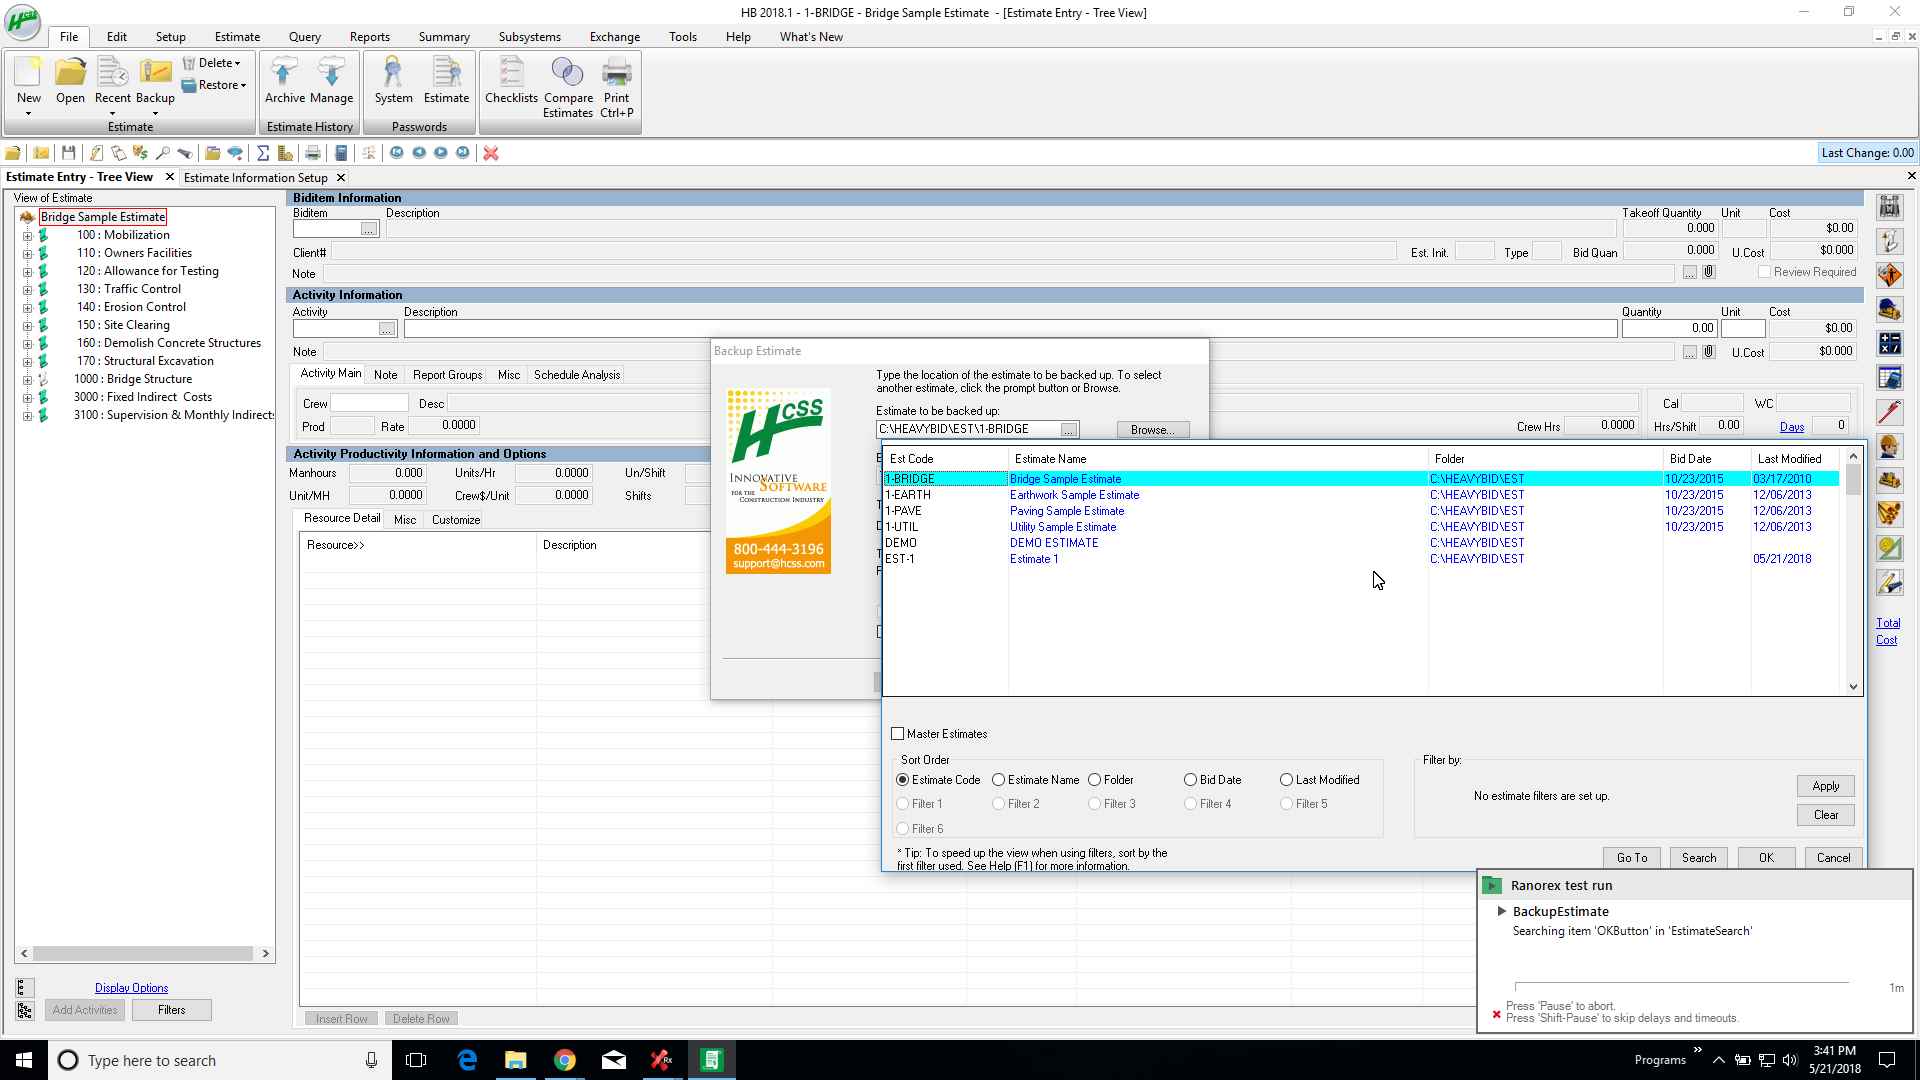 HB 2018.1 - 1-BRIDGE - Bridge Sample Estimate - [Estimate Entry - Tree View]
HCSS
File Edit Setup Estimate Query Reports Summary Subsystems Exchange Tools Help What's New
New Open Recent Backup Delete Restore
Archive Manage System Estimate Checklists Compare Estimates Print Ctrl+P
Estimate Estimate History Passwords
Last Change: 0.00
Estimate Entry - Tree View Estimate Information Setup
View of Estimate
Bridge Sample Estimate
100 : Mobilization
110 : Owners Facilities
120 : Allowance for Testing
130 : Traffic Control
140 : Erosion Control
150 : Site Clearing
160 : Demolish Concrete Structures
170 : Structural Excavation
1000 : Bridge Structure
3000 : Fixed Indirect Costs
3100 : Supervision & Monthly Indirects
Display Options
Add Activities Filters
Biditem Information
Biditem Description Takeoff Quantity Unit Cost
... 0.000 $0.00
Client# Est. Init. Type Bid Quan 0.000 U.Cost $0.000
Note ... Review Required
Activity Information
Activity Description Quantity Unit Cost
... 0.00 $0.00
Note ... U.Cost $0.000
Activity Main Note Report Groups Misc Schedule Analysis
Crew Desc Cal WC
Prod Rate 0.0000 Crew Hrs 0.0000 Hrs/Shift 0.00 Days 0
Activity Productivity Information and Options
Manhours 0.000 Units/Hr 0.0000 Un/Shift
Unit/MH 0.0000 Crew$/Unit 0.0000 Shifts
Resource Detail Misc Customize
Resource>> Description
Insert Row Delete Row
Total
Cost
Backup Estimate
Type the location of the estimate to be backed up. To select
another estimate, click the prompt button or Browse.
Estimate to be backed up:
C:\HEAVYBID\EST\1-BRIDGE ... Browse...
HCSS
INNOVATIVE
SOFTWARE
FOR THE
CONSTRUCTION INDUSTRY
800-444-3196
support@hcss.com
Est Code Estimate Name Folder Bid Date Last Modified
1-BRIDGE Bridge Sample Estimate C:\HEAVYBID\EST 10/23/2015 03/17/2010
1-EARTH Earthwork Sample Estimate C:\HEAVYBID\EST 10/23/2015 12/06/2013
1-PAVE Paving Sample Estimate C:\HEAVYBID\EST 10/23/2015 12/06/2013
1-UTIL Utility Sample Estimate C:\HEAVYBID\EST 10/23/2015 12/06/2013
DEMO DEMO ESTIMATE C:\HEAVYBID\EST
EST-1 Estimate 1 C:\HEAVYBID\EST 05/21/2018
Master Estimates
Sort Order
Estimate Code Estimate Name Folder Bid Date Last Modified
Filter 1 Filter 2 Filter 3 Filter 4 Filter 5
Filter 6
Filter by:
No estimate filters are set up.
Apply
Clear
* Tip: To speed up the view when using filters, sort by the
first filter used. See Help (F1) for more information.
Go To Search OK Cancel
Ranorex test run
BackupEstimate
Searching item 'OKButton' in 'EstimateSearch'
1m
Press 'Pause' to abort.
Press 'Shift-Pause' to skip delays and timeouts.
Type here to search
Programs
3:41 PM
5/21/2018